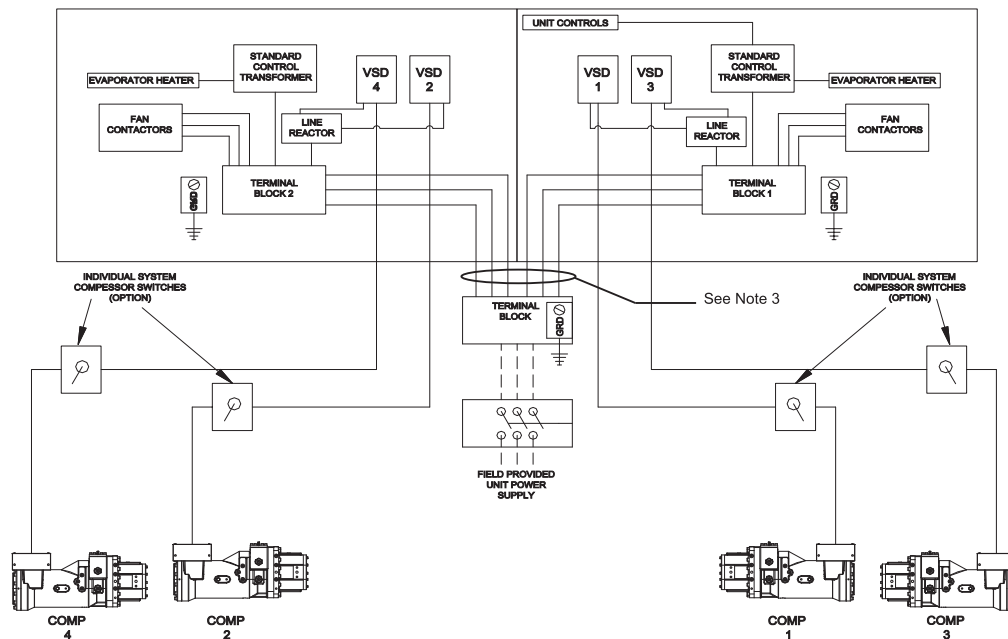 UNIT CONTROLS
STANDARD
CONTROL
TRANSFORMER
VSD
4
VSD
2
VSD
1
VSD
3
STANDARD
CONTROL
TRANSFORMER
EVAPORATOR HEATER
EVAPORATOR HEATER
FAN
CONTACTORS
LINE
REACTOR
LINE
REACTOR
FAN
CONTACTORS
TERMINAL
BLOCK 2
TERMINAL
BLOCK 1
GRD
GRD
INDIVIDUAL SYSTEM
COMPESSOR SWITCHES
(OPTION)
INDIVIDUAL SYSTEM
COMPESSOR SWITCHES
(OPTION)
See Note 3
TERMINAL
BLOCK
GRD
FIELD PROVIDED
UNIT POWER
SUPPLY
COMP
4
COMP
2
COMP
1
COMP
3